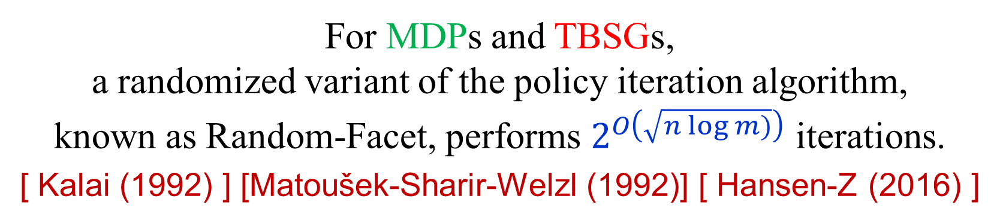 For MDPs and TBSGs,
a randomized variant of the policy iteration algorithm,
known as Random-Facet, performs 2^{O(√(n log m))} iterations.
[ Kalai (1992) ] [Matoušek-Sharir-Welzl (1992)] [ Hansen-Z (2016) ]